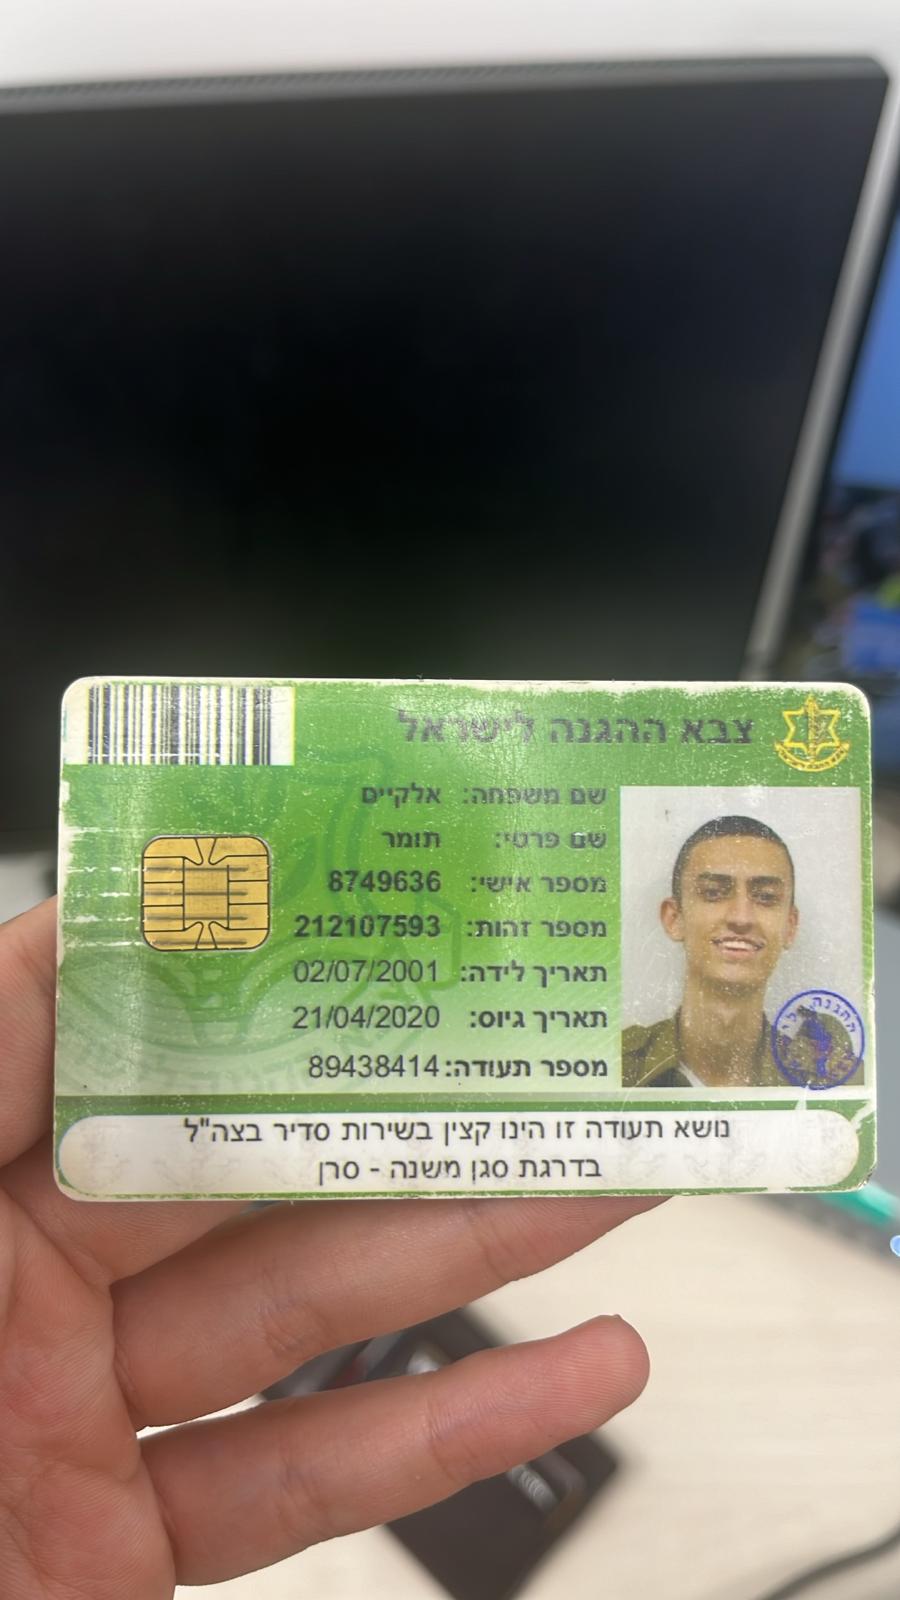 צבא ההגנה לישראל
שם משפחה: אלקיים
שם פרטי: תומר
מספר אישי: 8749636
מספר זהות: 212107593
תאריך לידה: 02/07/2001
תאריך גיוס: 21/04/2020
מספר תעודה: 89438414
נושא תעודה זו הינו קצין בשירות סדיר בצה"ל
בדרגת סגן משנה - סרן